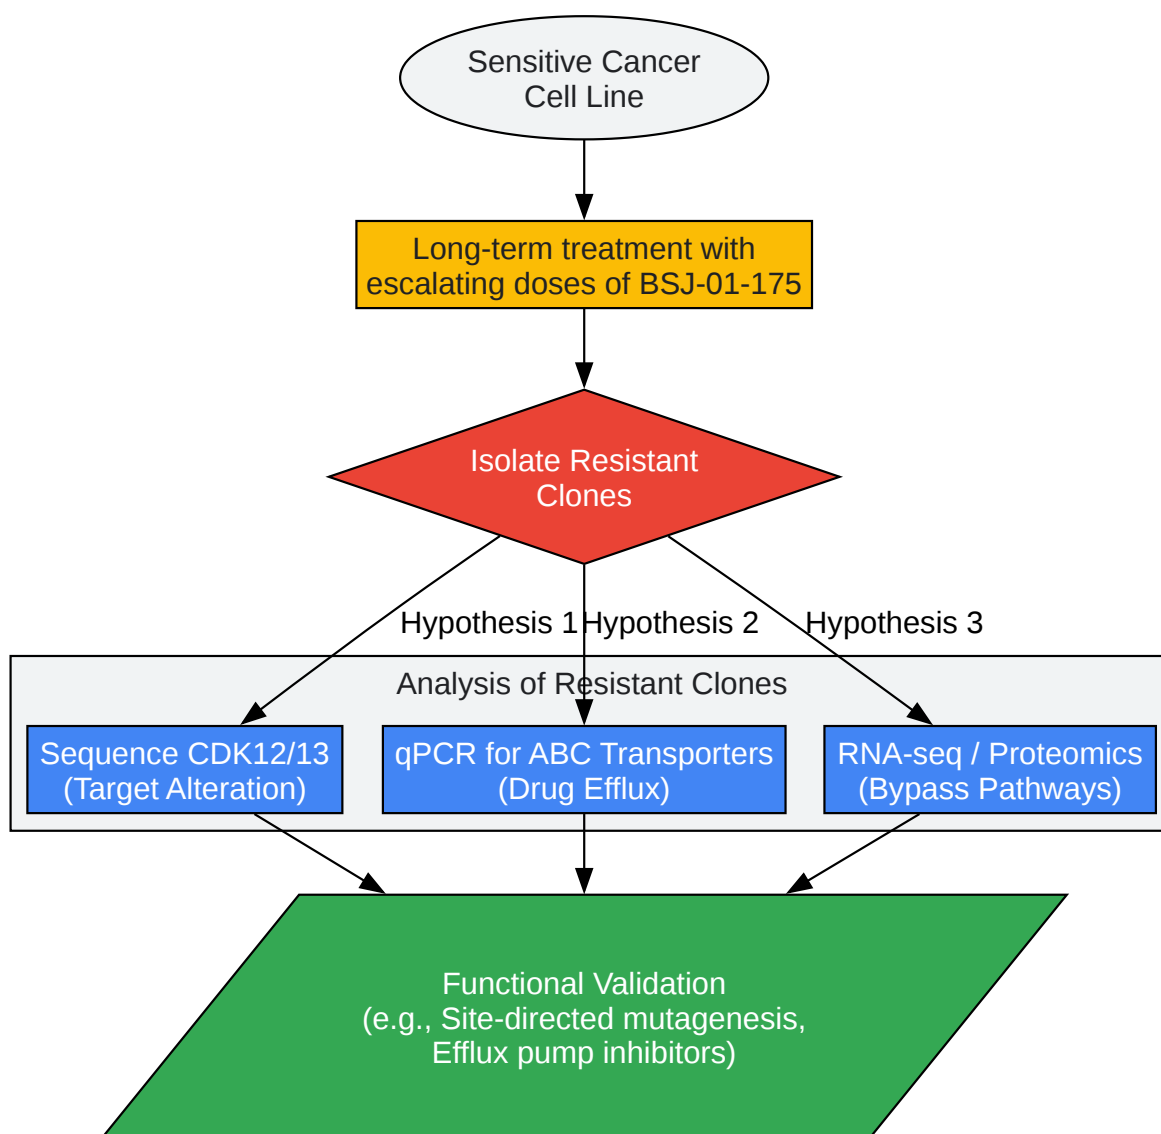 Sensitive Cancer
Cell Line
Long-term treatment with
escalating doses of BSJ-01-175
Isolate Resistant
Clones
Hypothesis 1
Hypothesis 2
Hypothesis 3
Analysis of Resistant Clones
Sequence CDK12/13
(Target Alteration)
qPCR for ABC Transporters
(Drug Efflux)
RNA-seq / Proteomics
(Bypass Pathways)
Functional Validation
(e.g., Site-directed mutagenesis,
Efflux pump inhibitors)